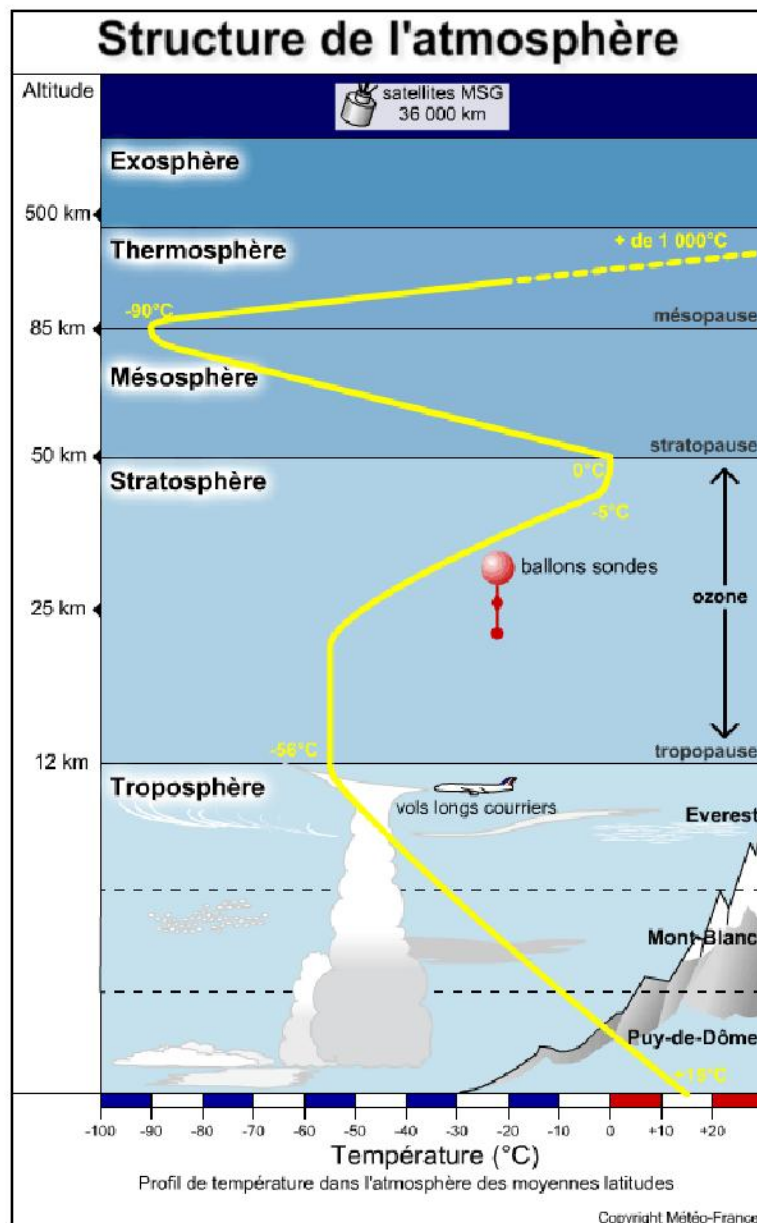 Structure de l'atmosphère
Altitude
satellites MSG
36 000 km
Exosphère
500 km
Thermosphère
+ de 1 000°C
-90°C
85 km
mésopause
Mésosphère
50 km
stratopause
0°C
Stratosphère
-5°C
ballons sondes
25 km
ozone
-56°C
12 km
tropopause
Troposphère
vols longs courriers
Everest
Mont-Blanc
Puy-de-Dôme
-100 -90 -80 -70 -60 -50 -40 -30 -20 -10 0 +10 +20
Température (°C)
Profil de température dans l'atmosphère des moyennes latitudes
Copyright Météo-France